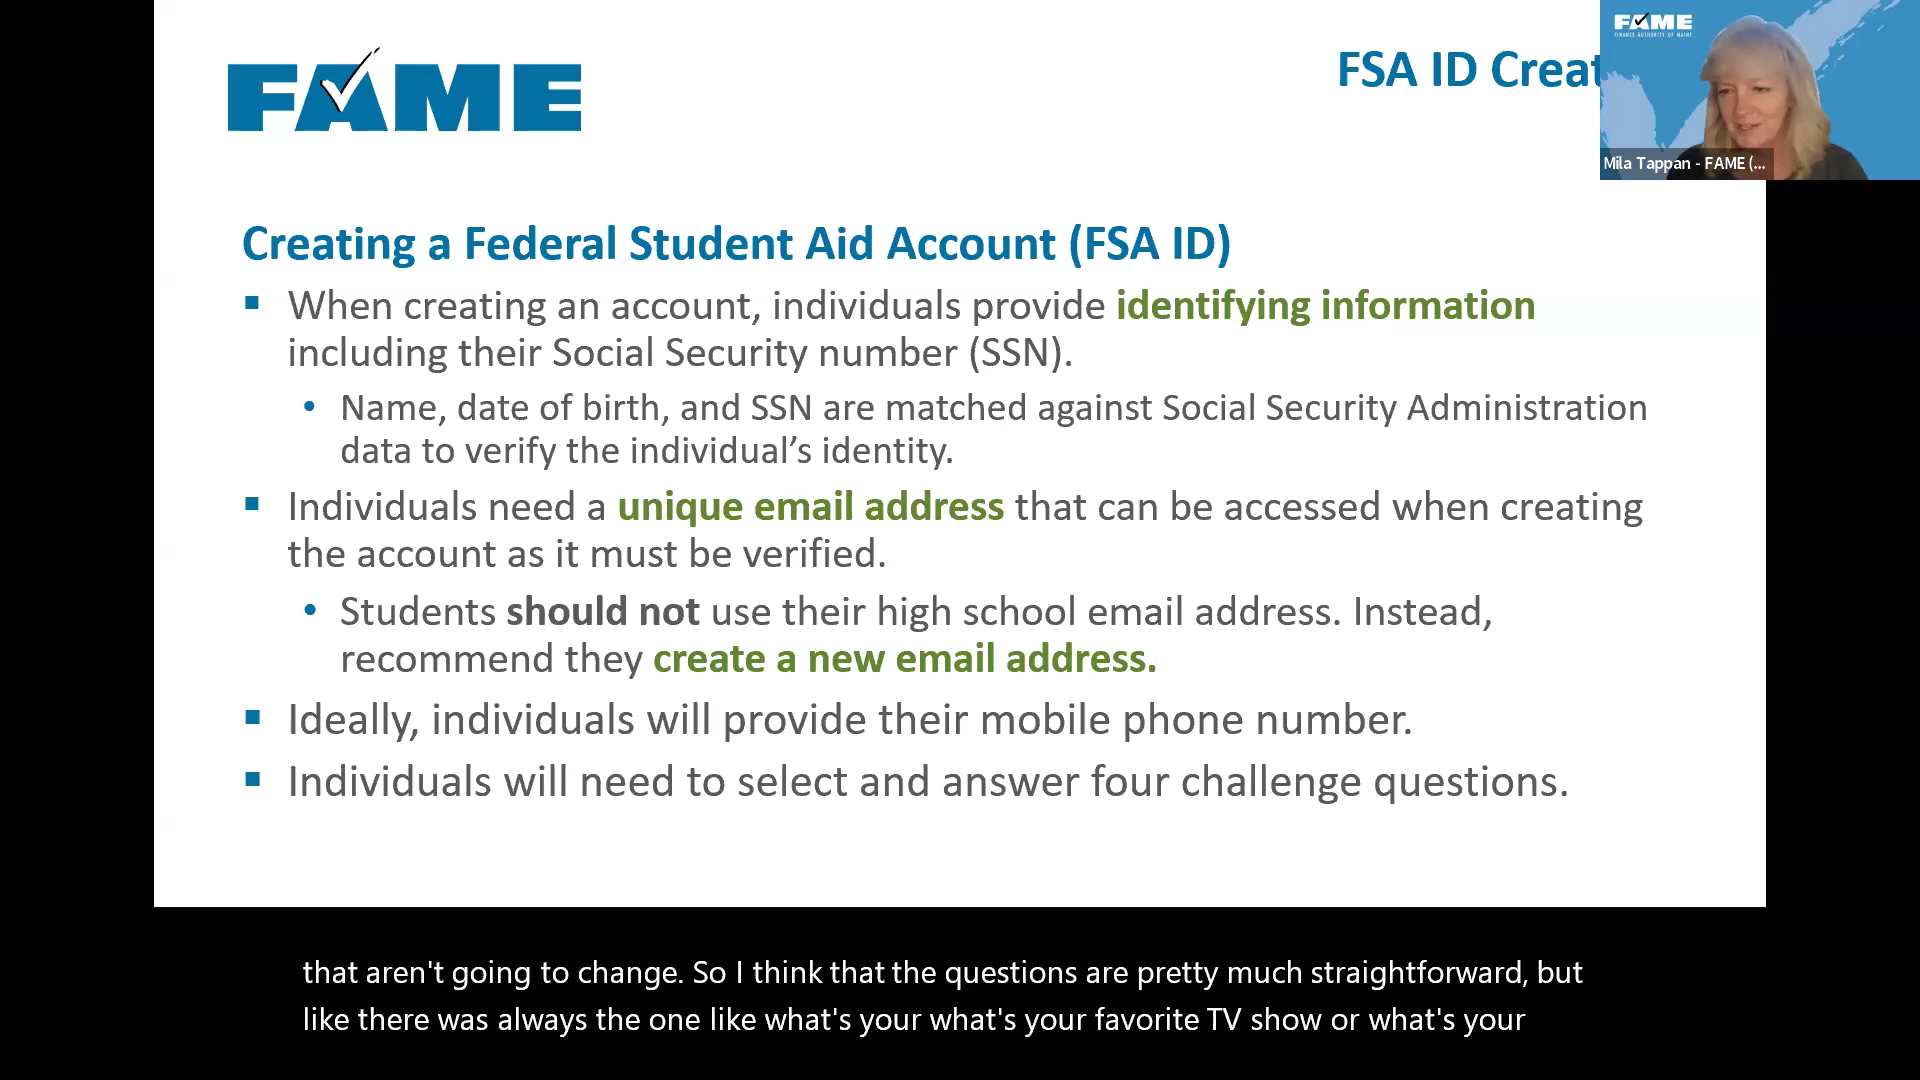 FAME
FSA ID Creat
FAME
FINANCE AUTHORITY OF MAINE
Mila Tappan - FAME (...
Creating a Federal Student Aid Account (FSA ID)
When creating an account, individuals provide identifying information
including their Social Security number (SSN).
Name, date of birth, and SSN are matched against Social Security Administration
data to verify the individual’s identity.
Individuals need a unique email address that can be accessed when creating
the account as it must be verified.
Students should not use their high school email address. Instead,
recommend they create a new email address.
Ideally, individuals will provide their mobile phone number.
Individuals will need to select and answer four challenge questions.
that aren't going to change. So I think that the questions are pretty much straightforward, but
like there was always the one like what's your what's your favorite TV show or what's your